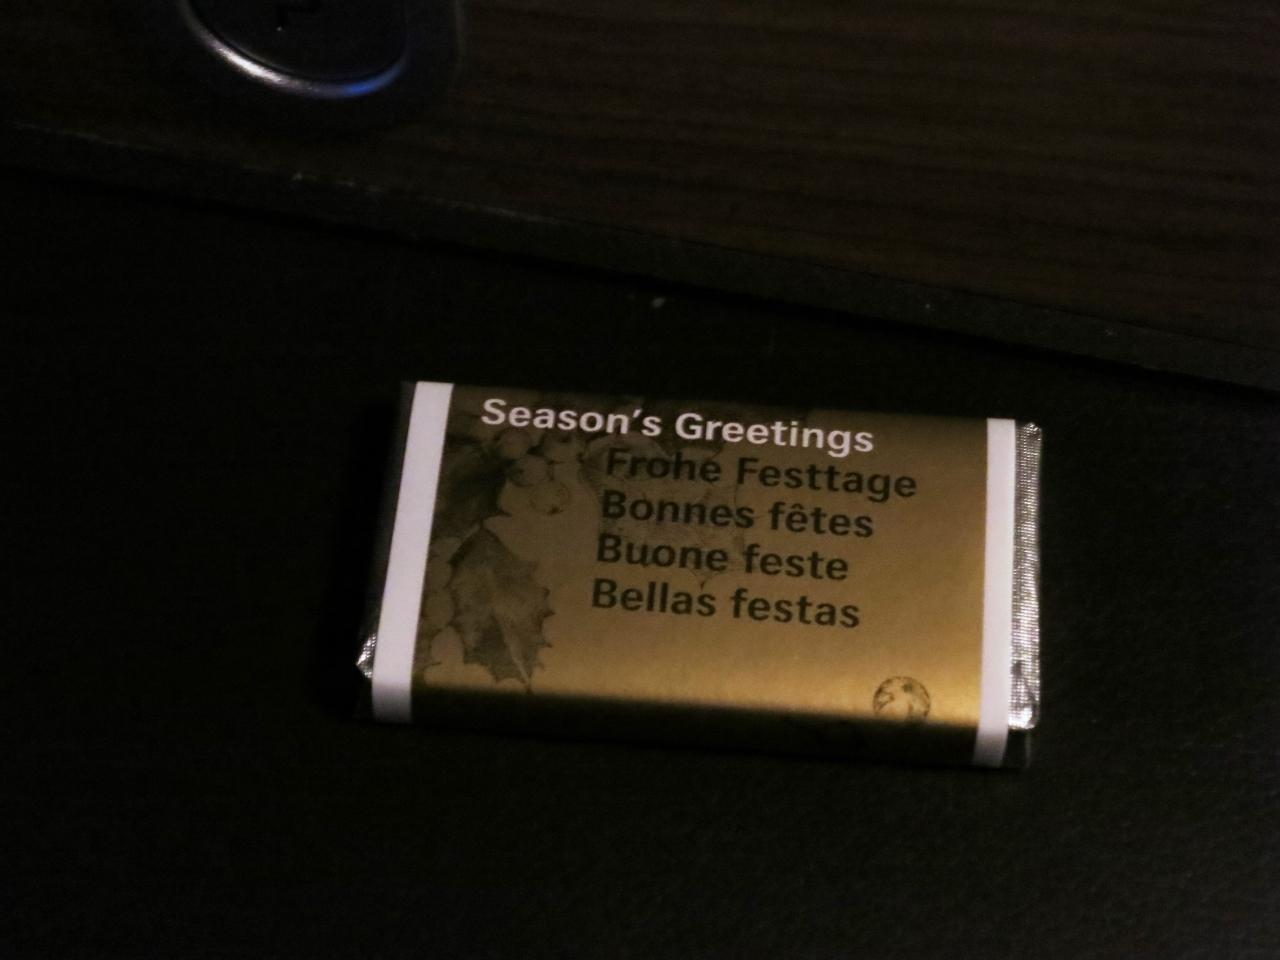 Season's Greetings
Frohe Festtage
Bonnes fêtes
Buone feste
Bellas festas